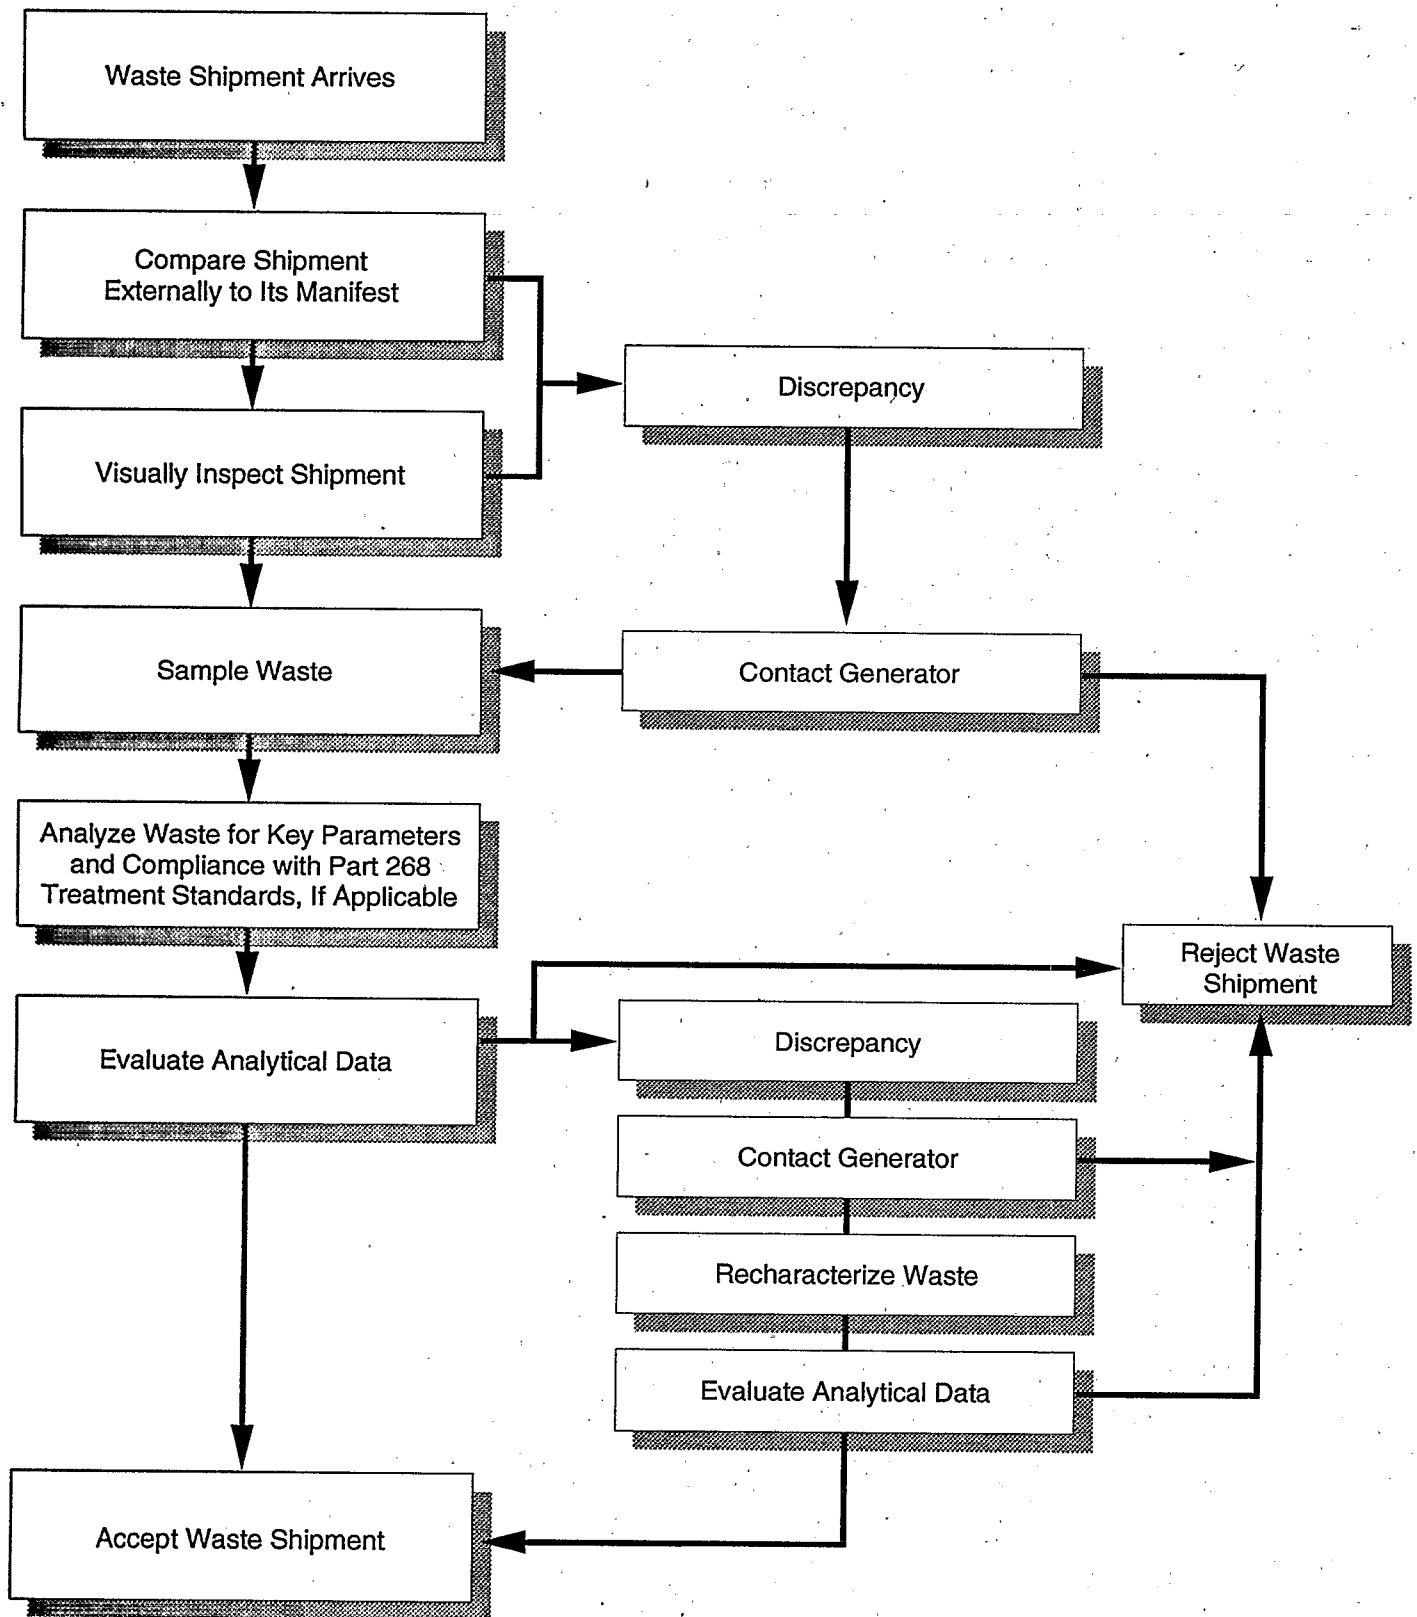 Waste Shipment Arrives
Compare Shipment
Externally to Its Manifest
Discrepancy
Visually Inspect Shipment
Sample Waste
Contact Generator
Analyze Waste for Key Parameters
and Compliance with Part 268
Treatment Standards, If Applicable
Reject Waste
Shipment
Evaluate Analytical Data
Discrepancy
Contact Generator
Recharacterize Waste
Evaluate Analytical Data
Accept Waste Shipment